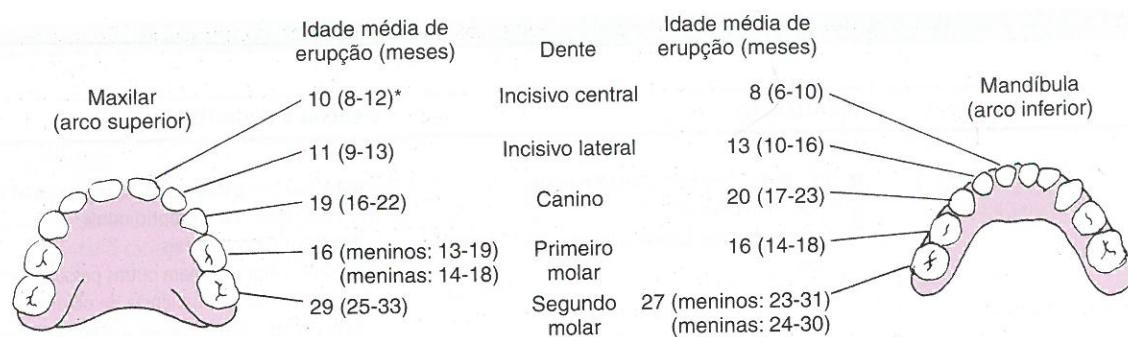 Idade média de
erupção (meses)
Dente
Idade média de
erupção (meses)
Maxilar
(arco superior)
10 (8-12)*
Incisivo central
8 (6-10)
Mandíbula
(arco inferior)
11 (9-13)
Incisivo lateral
13 (10-16)
19 (16-22)
Canino
20 (17-23)
16 (meninos: 13-19)
(meninas: 14-18)
Primeiro
molar
16 (14-18)
29 (25-33)
Segundo
molar
27 (meninos: 23-31)
(meninas: 24-30)